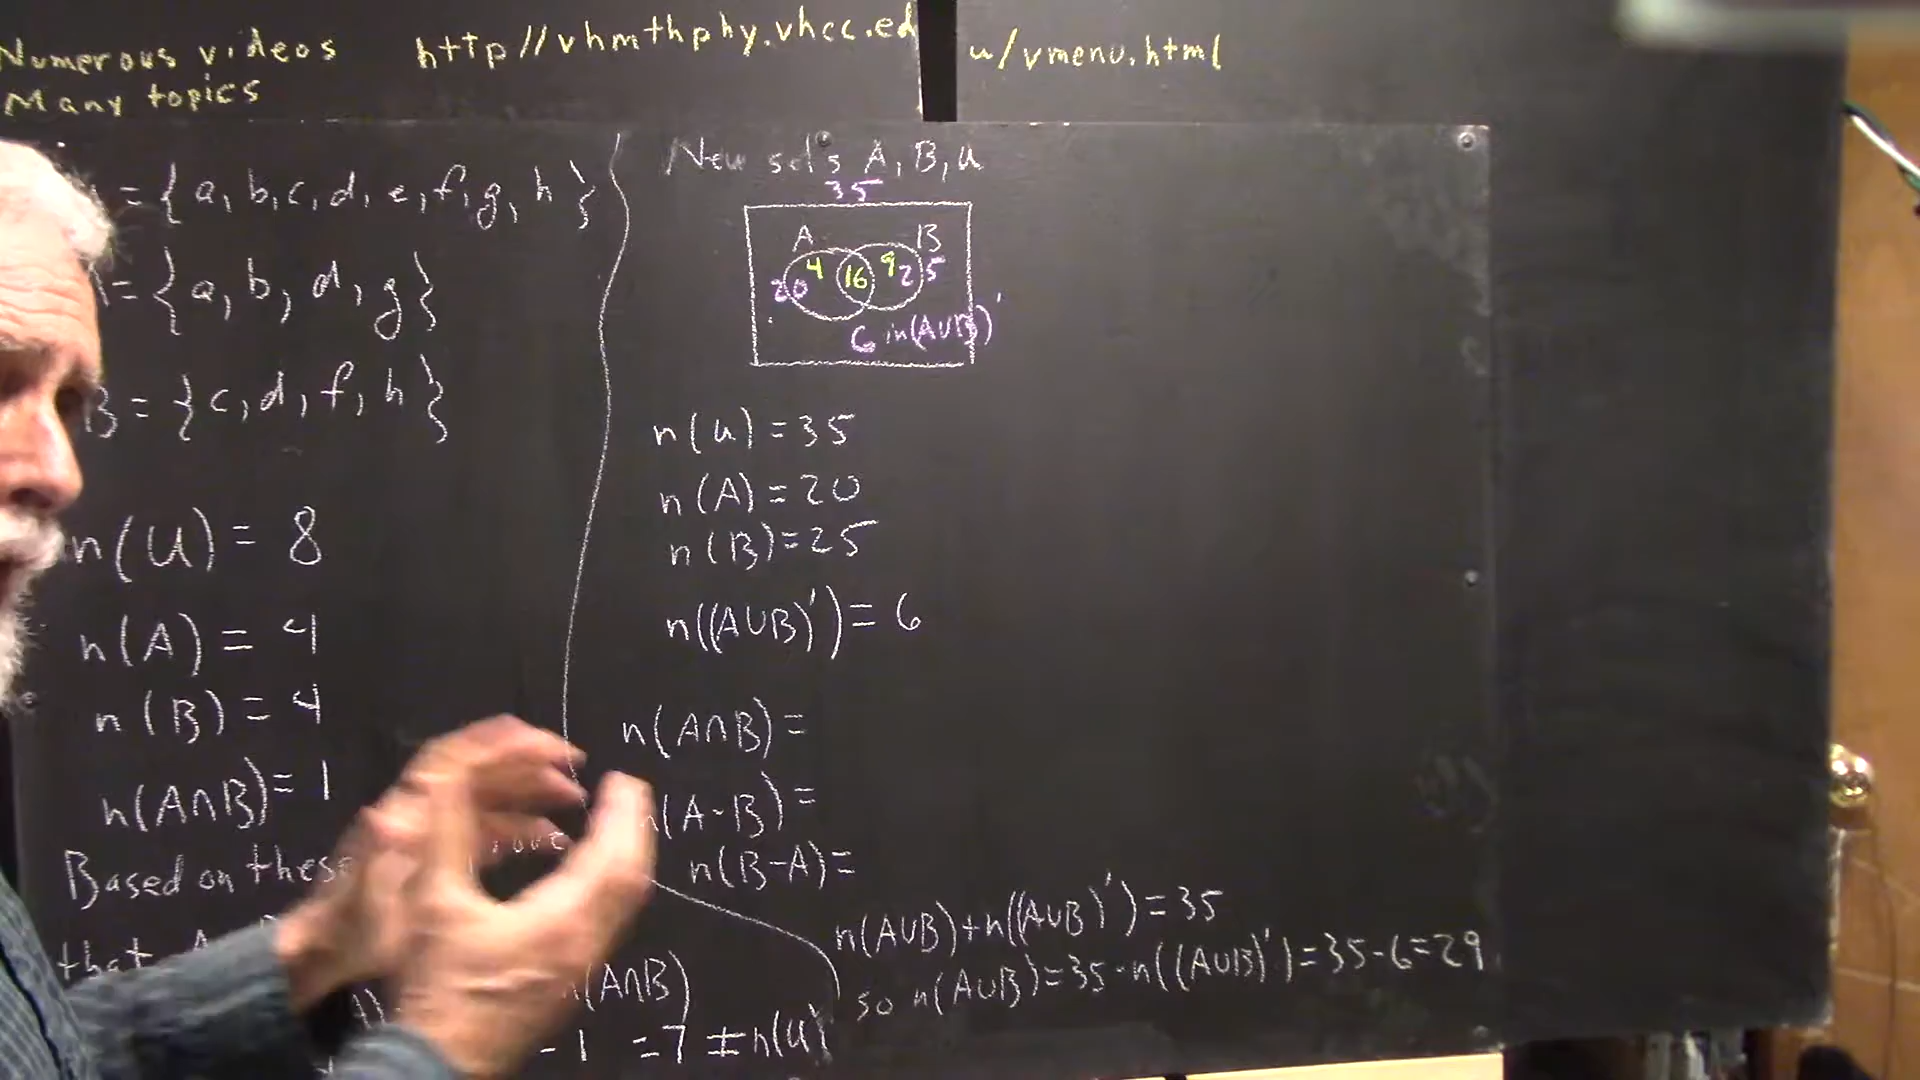 Numerous videos
Many topics
http//vhmthphy.vhcc.ed u/vmenu.html
= {a, b, c, d, e, f, g, h}
= {a, b, d, g}
B = {c, d, f, h}
n(U) = 8
n(A) = 4
n(B) = 4
n(A∩B) = 1
Based on these
that
n(A∩B)
- 1 = 7 ≠ n(U)
New sets A, B, U
35
A B
20 4 16 9 25
6 in (A∪B)'
n(U) = 35
n(A) = 20
n(B) = 25
n((A∪B)') = 6
n(A∩B) =
n(A-B) =
n(B-A) =
n(A∪B) + n((A∪B)') = 35
so n(A∪B) = 35 - n((A∪B)') = 35 - 6 = 29